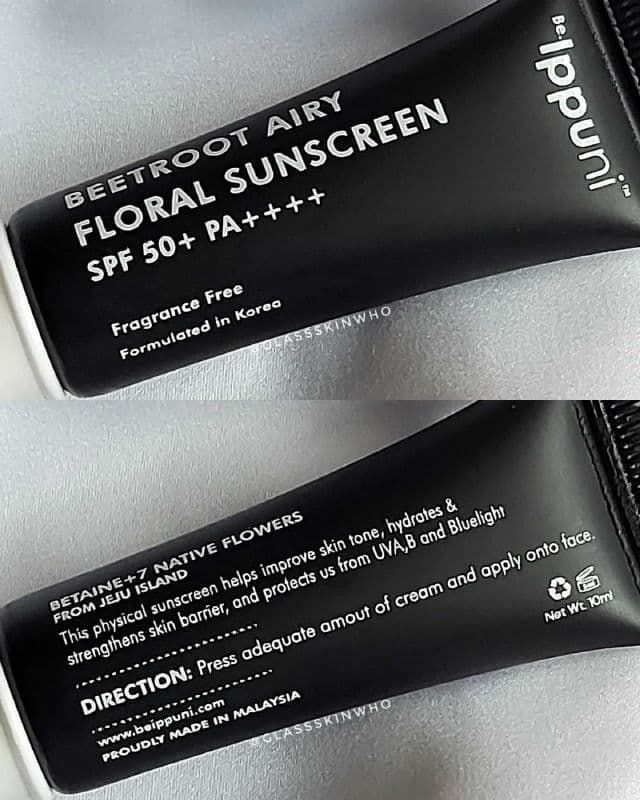 Be.Ippuni™
BEETROOT AIRY
FLORAL SUNSCREEN
SPF 50+ PA++++
Fragrance Free
Formulated in Korea
@GLASSSKINWHO
BETAINE+7 NATIVE FLOWERS
FROM JEJU ISLAND
This physical sunscreen helps improve skin tone, hydrates &
strengthens skin barrier, and protects us from UVA,B and Bluelight
DIRECTION: Press adequate amout of cream and apply onto face.
Net Wt. 10ml
www.beippuni.com
PROUDLY MADE IN MALAYSIA
@GLASSSKINWHO